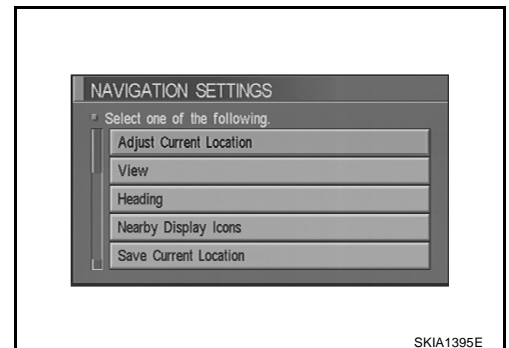 NAVIGATION SETTINGS
Select one of the following.
Adjust Current Location
View
Heading
Nearby Display Icons
Save Current Location
SKIA1395E